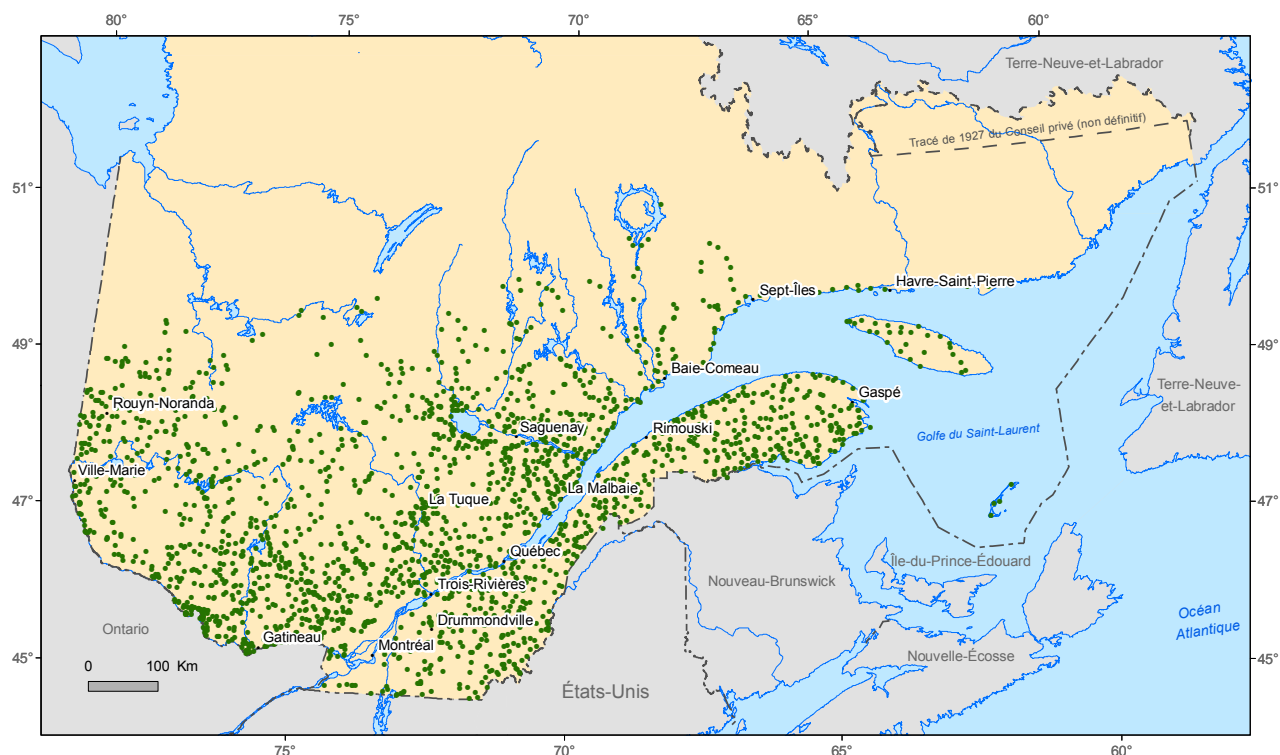 80°
75°
70°
65°
60°
Terre-Neuve-et-Labrador
Tracé de 1927 du Conseil privé (non définitif)
51°
51°
Sept-Îles
Havre-Saint-Pierre
49°
49°
Baie-Comeau
Terre-Neuve-
et-Labrador
Gaspé
Rouyn-Noranda
Saguenay
Rimouski
Golfe du Saint-Laurent
Ville-Marie
La Malbaie
La Tuque
47°
47°
Québec
Île-du-Prince-Édouard
Trois-Rivières
Nouveau-Brunswick
Océan
Atlantique
Drummondville
Ontario
Gatineau
Montréal
Nouvelle-Écosse
45°
45°
0 100 Km
États-Unis
75°
70°
65°
60°